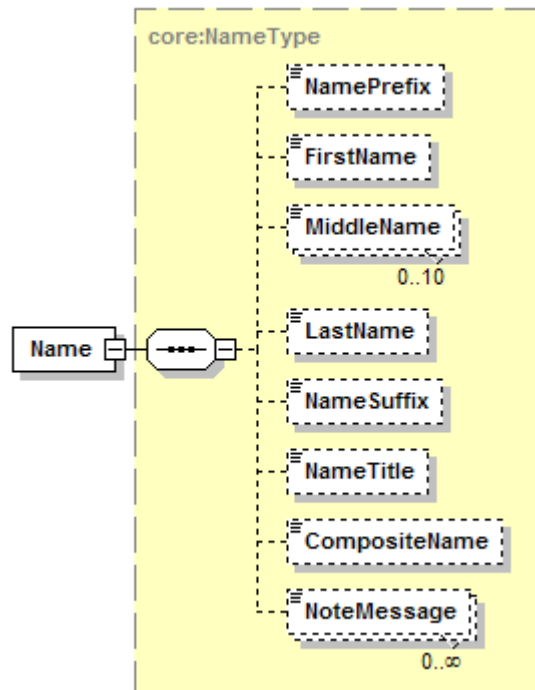 core:NameType
NamePrefix
FirstName
MiddleName
0..10
Name
LastName
NameSuffix
NameTitle
CompositeName
NoteMessage
0..∞